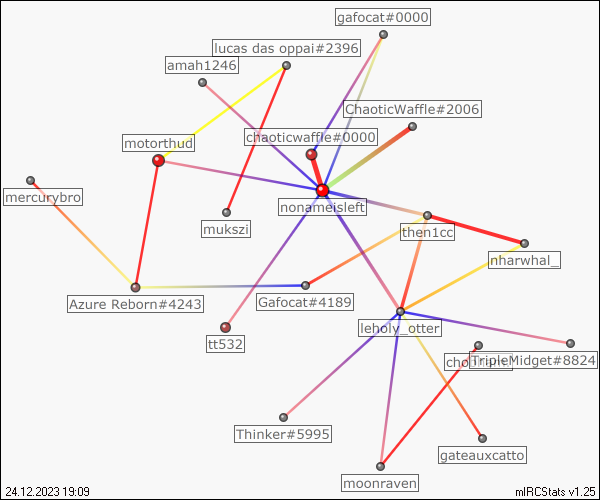 gafocat#0000
lucas das oppai#2396
amah1246
ChaoticWaffle#2006
chaoticwaffle#0000
motorthud
mercurybro
nonameisleft
mukszi
then1cc
nharwhal_
Azure Reborn#4243
Gafocat#4189
leholy_otter
tt532
TripleMidget#8824
Thinker#5995
gateauxcatto
moonraven
24.12.2023 19:09
mIRCStats v1.25